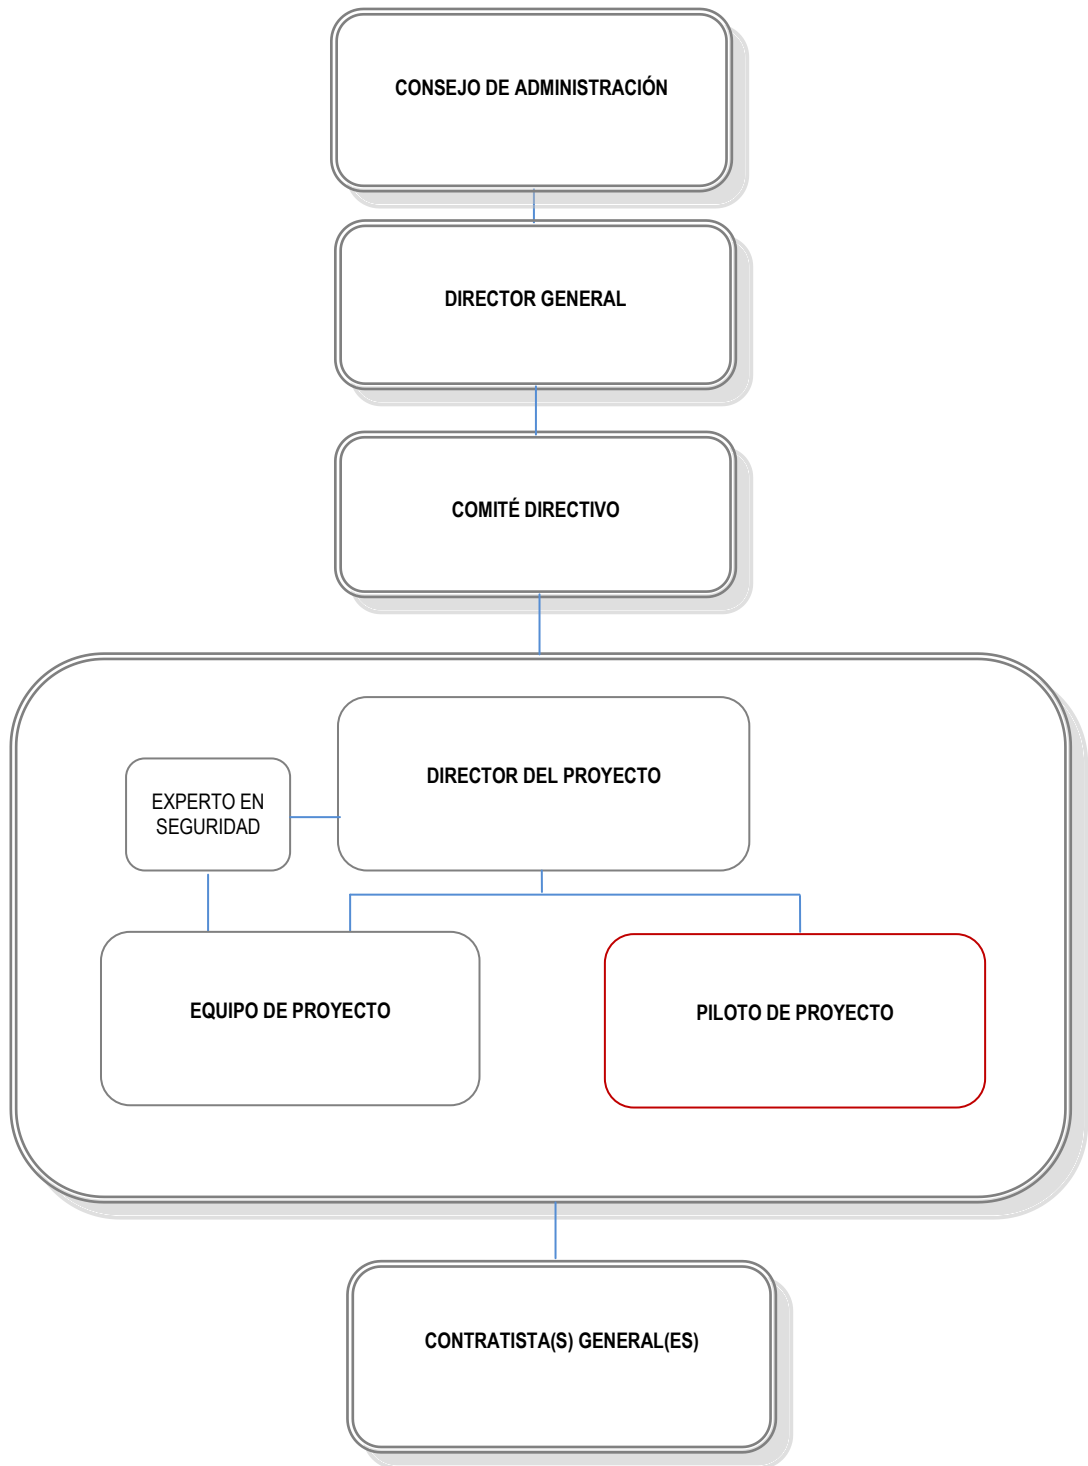 CONSEJO DE ADMINISTRACIÓN
DIRECTOR GENERAL
COMITÉ DIRECTIVO
DIRECTOR DEL PROYECTO
EXPERTO EN
SEGURIDAD
EQUIPO DE PROYECTO
PILOTO DE PROYECTO
CONTRATISTA(S) GENERAL(ES)